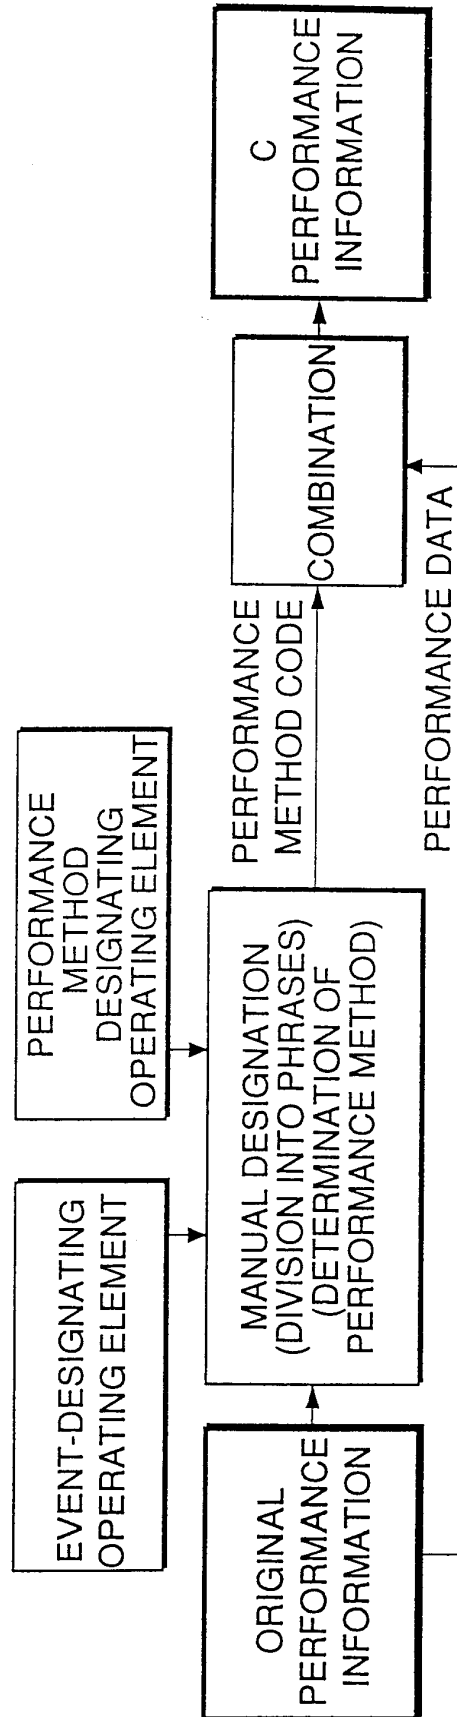 EVENT-DESIGNATING
OPERATING ELEMENT
PERFORMANCE
METHOD
DESIGNATING
OPERATING ELEMENT
ORIGINAL
PERFORMANCE
INFORMATION
MANUAL DESIGNATION
(DIVISION INTO PHRASES)
(DETERMINATION OF
PERFORMANCE METHOD)
PERFORMANCE
METHOD CODE
COMBINATION
C
PERFORMANCE
INFORMATION
PERFORMANCE DATA